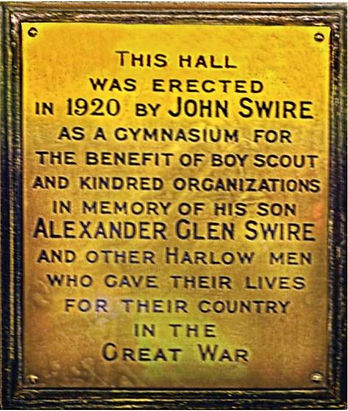 THIS HALL
WAS ERECTED
IN 1920 BY JOHN SWIRE
AS A GYMNASIUM FOR
THE BENEFIT OF BOY SCOUT
AND KINDRED ORGANIZATIONS
IN MEMORY OF HIS SON
ALEXANDER GLEN SWIRE
AND OTHER HARLOW MEN
WHO GAVE THEIR LIVES
FOR THEIR COUNTRY
IN THE
GREAT WAR